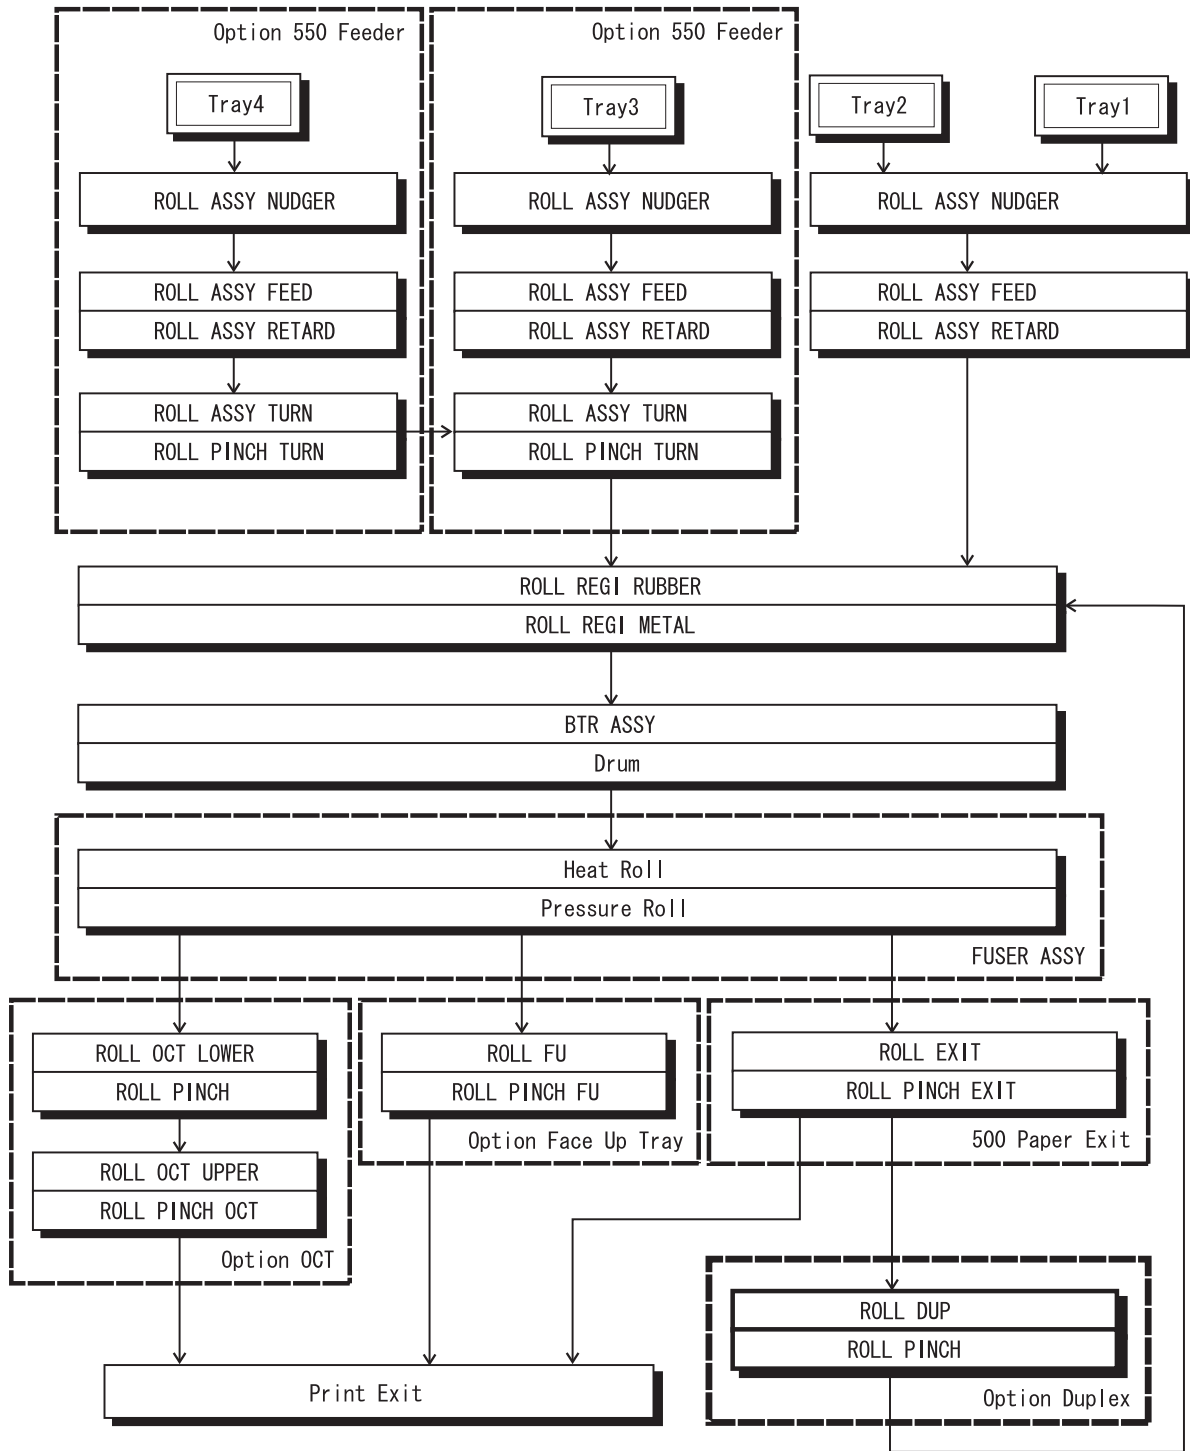 Option 550 Feeder
Option 550 Feeder
Tray4
Tray3
Tray2
Tray1
ROLL ASSY NUDGER
ROLL ASSY NUDGER
ROLL ASSY NUDGER
ROLL ASSY FEED
ROLL ASSY RETARD
ROLL ASSY FEED
ROLL ASSY RETARD
ROLL ASSY FEED
ROLL ASSY RETARD
ROLL ASSY TURN
ROLL PINCH TURN
ROLL ASSY TURN
ROLL PINCH TURN
ROLL REGI RUBBER
ROLL REGI METAL
BTR ASSY
Drum
Heat Roll
Pressure Roll
FUSER ASSY
ROLL OCT LOWER
ROLL PINCH
ROLL FU
ROLL PINCH FU
Option Face Up Tray
ROLL EXIT
ROLL PINCH EXIT
500 Paper Exit
ROLL OCT UPPER
ROLL PINCH OCT
Option OCT
ROLL DUP
ROLL PINCH
Option Duplex
Print Exit